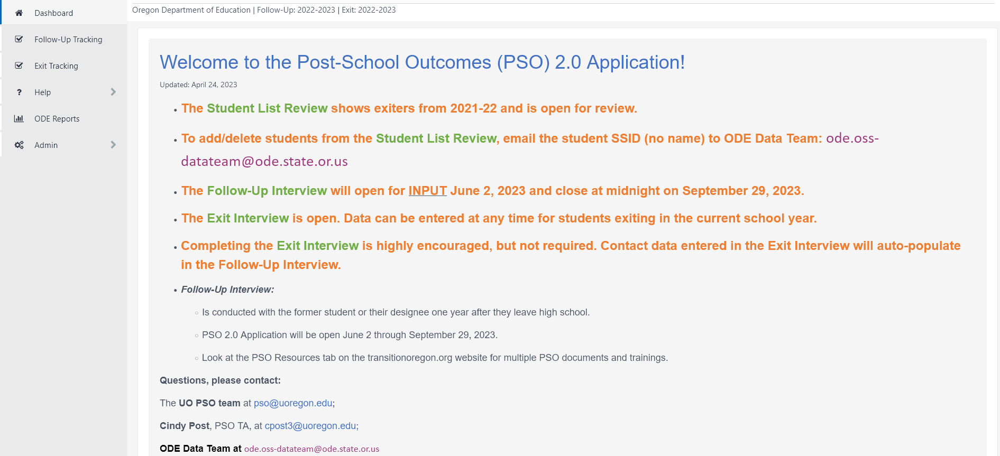 Dashboard
Follow-Up Tracking
Exit Tracking
Help
ODE Reports
Admin
Oregon Department of Education | Follow-Up: 2022-2023 | Exit: 2022-2023
Welcome to the Post-School Outcomes (PSO) 2.0 Application!
Updated: April 24, 2023
• The Student List Review shows exiters from 2021-22 and is open for review.
• To add/delete students from the Student List Review, email the student SSID (no name) to ODE Data Team: ode.oss-
datateam@ode.state.or.us
• The Follow-Up Interview will open for INPUT June 2, 2023 and close at midnight on September 29, 2023.
• The Exit Interview is open. Data can be entered at any time for students exiting in the current school year.
• Completing the Exit Interview is highly encouraged, but not required. Contact data entered in the Exit Interview will auto-populate
in the Follow-Up Interview.
• Follow-Up Interview:
○ Is conducted with the former student or their designee one year after they leave high school.
○ PSO 2.0 Application will be open June 2 through September 29, 2023.
○ Look at the PSO Resources tab on the transitionoregon.org website for multiple PSO documents and trainings.
Questions, please contact:
The UO PSO team at pso@uoregon.edu;
Cindy Post, PSO TA, at cpost3@uoregon.edu;
ODE Data Team at ode.oss-datateam@ode.state.or.us